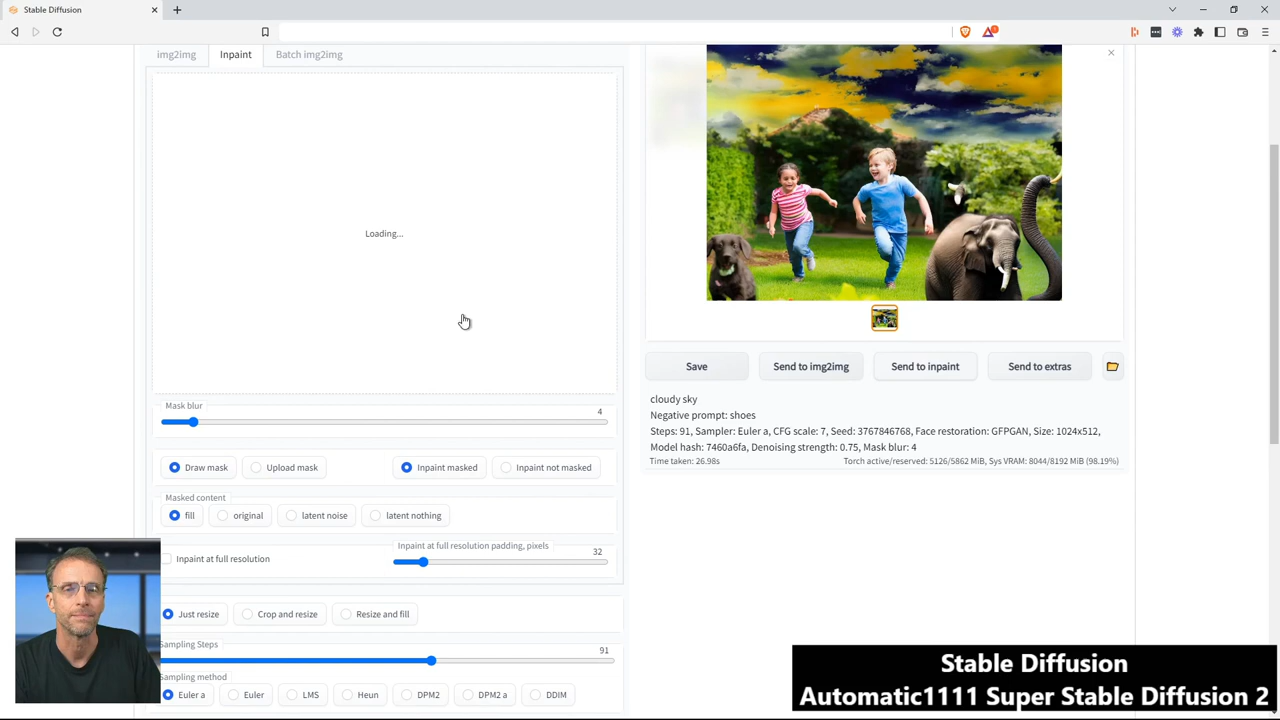 Stable Diffusion
img2img
Inpaint
Batch img2img
Loading...
Mask blur
4
Draw mask
Upload mask
Inpaint masked
Inpaint not masked
Masked content
fill
original
latent noise
latent nothing
Inpaint at full resolution
Inpaint at full resolution padding, pixels
32
Just resize
Crop and resize
Resize and fill
Sampling Steps
91
Sampling method
Euler a
Euler
LMS
Heun
DPM2
DPM2 a
DDIM
Save
Send to img2img
Send to inpaint
Send to extras
cloudy sky
Negative prompt: shoes
Steps: 91, Sampler: Euler a, CFG scale: 7, Seed: 3767846768, Face restoration: GFPGAN, Size: 1024x512,
Model hash: 7460a6fa, Denoising strength: 0.75, Mask blur: 4
Time taken: 26.98s
Torch active/reserved: 5126/5862 MiB, Sys VRAM: 8044/8192 MiB (98.19%)
Stable Diffusion
Automatic1111 Super Stable Diffusion 2